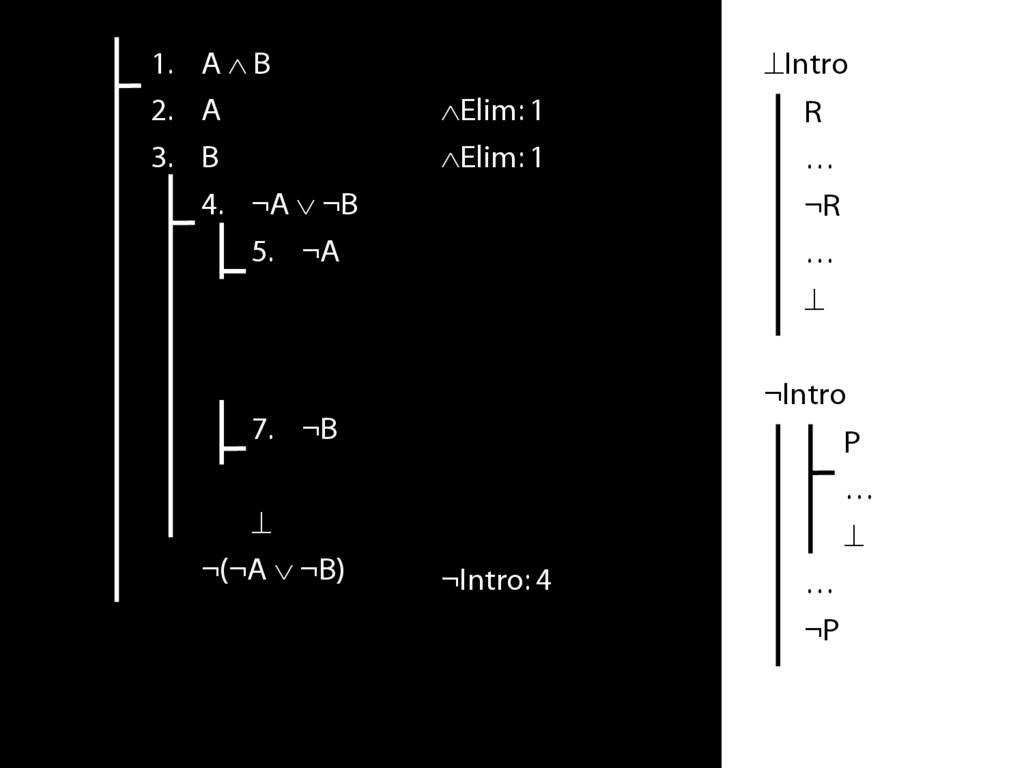 1. A ∧ B
2. A ∧Elim: 1
3. B ∧Elim: 1
4. ¬A ∨ ¬B
5. ¬A
7. ¬B
⊥
¬(¬A ∨ ¬B) ¬Intro: 4
⊥Intro
R
...
¬R
...
⊥
¬Intro
P
...
⊥
...
¬P